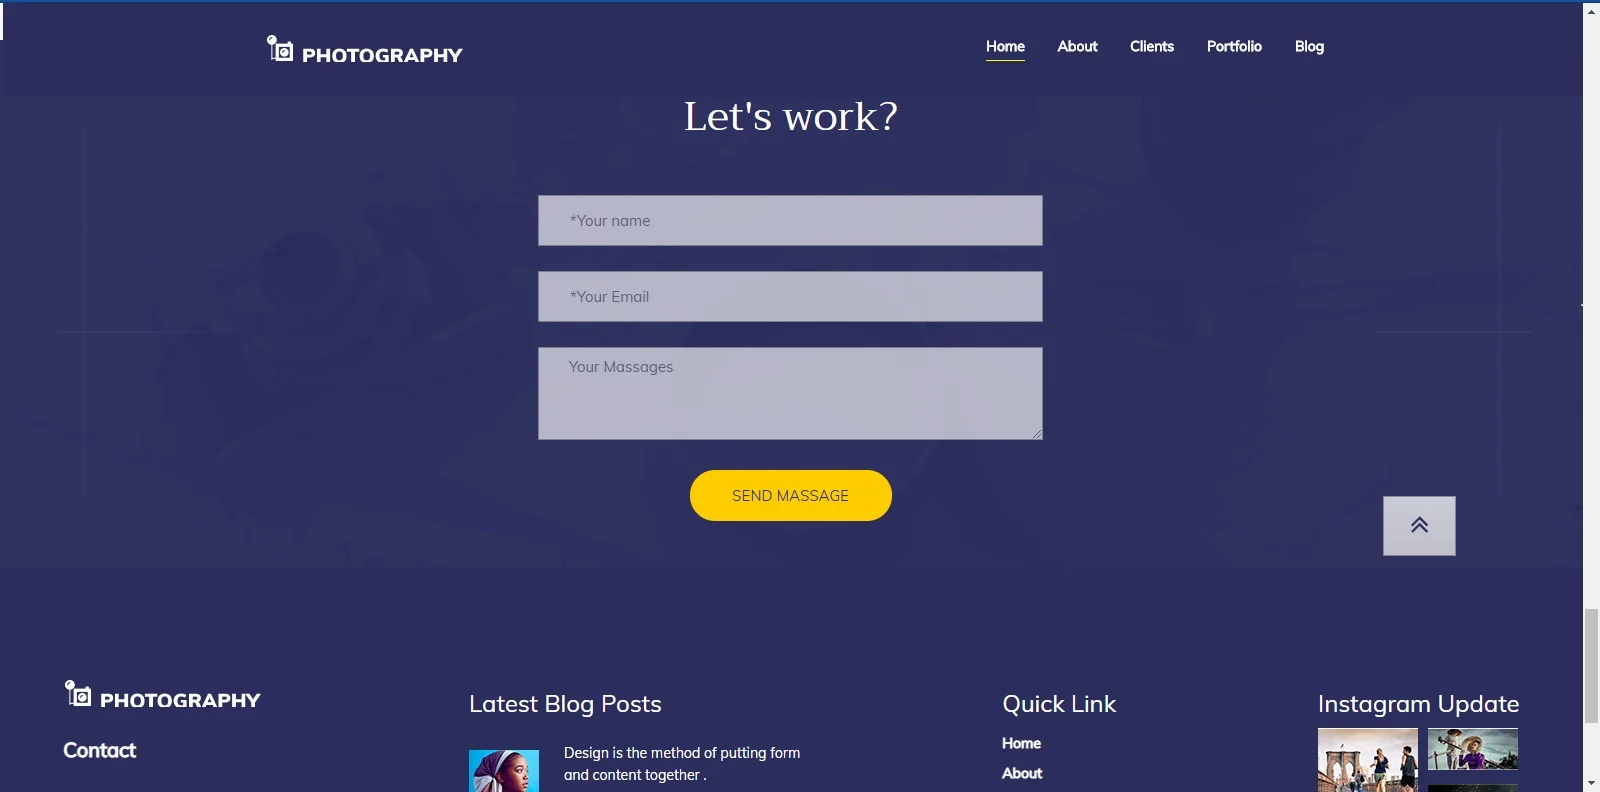 PHOTOGRAPHY
Home About Clients Portfolio Blog
Let's work?
*Your name
*Your Email
Your Massages
SEND MASSAGE
PHOTOGRAPHY
Contact
Latest Blog Posts
Design is the method of putting form
and content together .
Quick Link
Home
About
Instagram Update